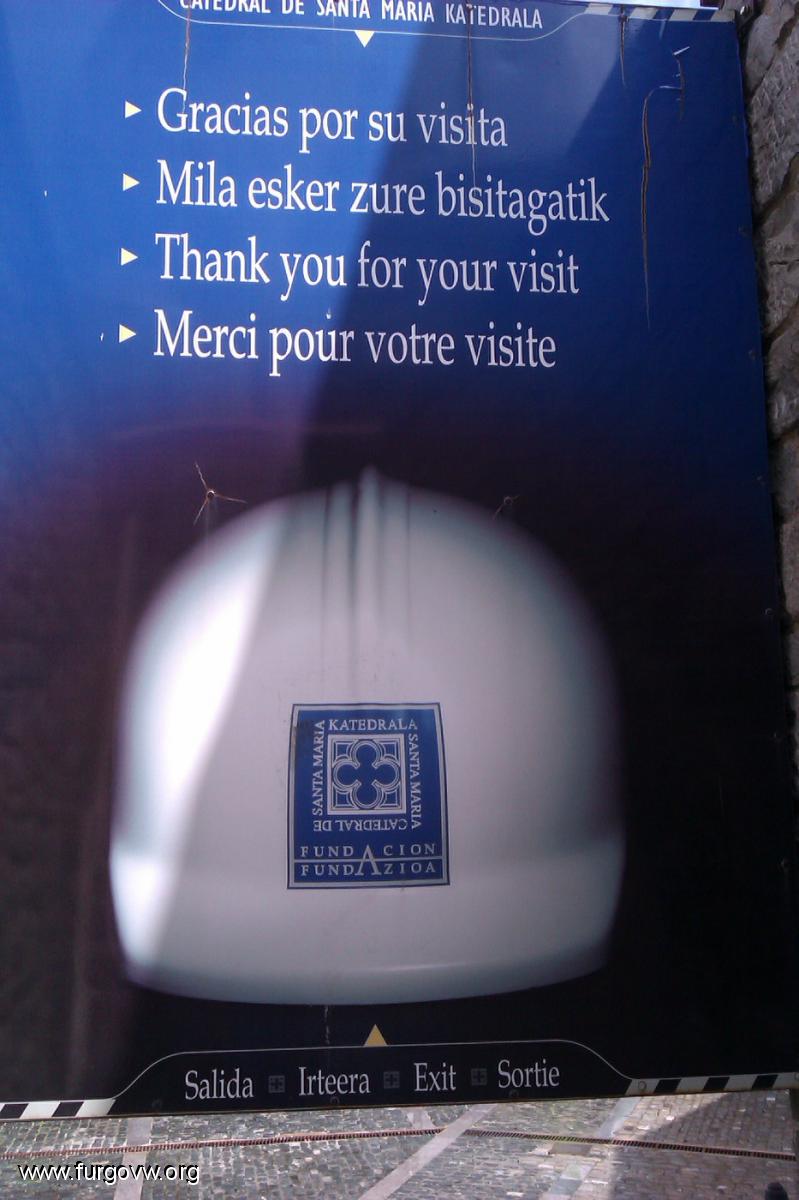 CATEDRAL DE SANTA MARIA KATEDRALA
Gracias por su visita
Mila esker zure bisitagatik
Thank you for your visit
Merci pour votre visite
KATEDRALA
SANTA MARIA
CATEDRAL DE
SANTA MARIA
FUNDACION
FUNDAZIOA
Salida Irteera Exit Sortie
www.furgovw.org